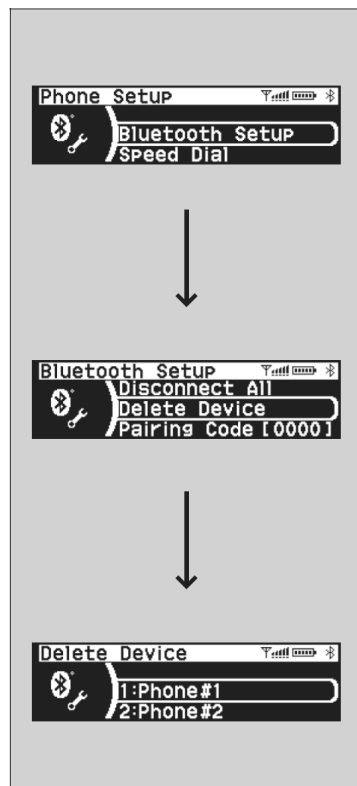 Phone Setup
Bluetooth Setup
Speed Dial
Bluetooth Setup
Disconnect All
Delete Device
Pairing Code [0000]
Delete Device
1:Phone#1
2:Phone#2